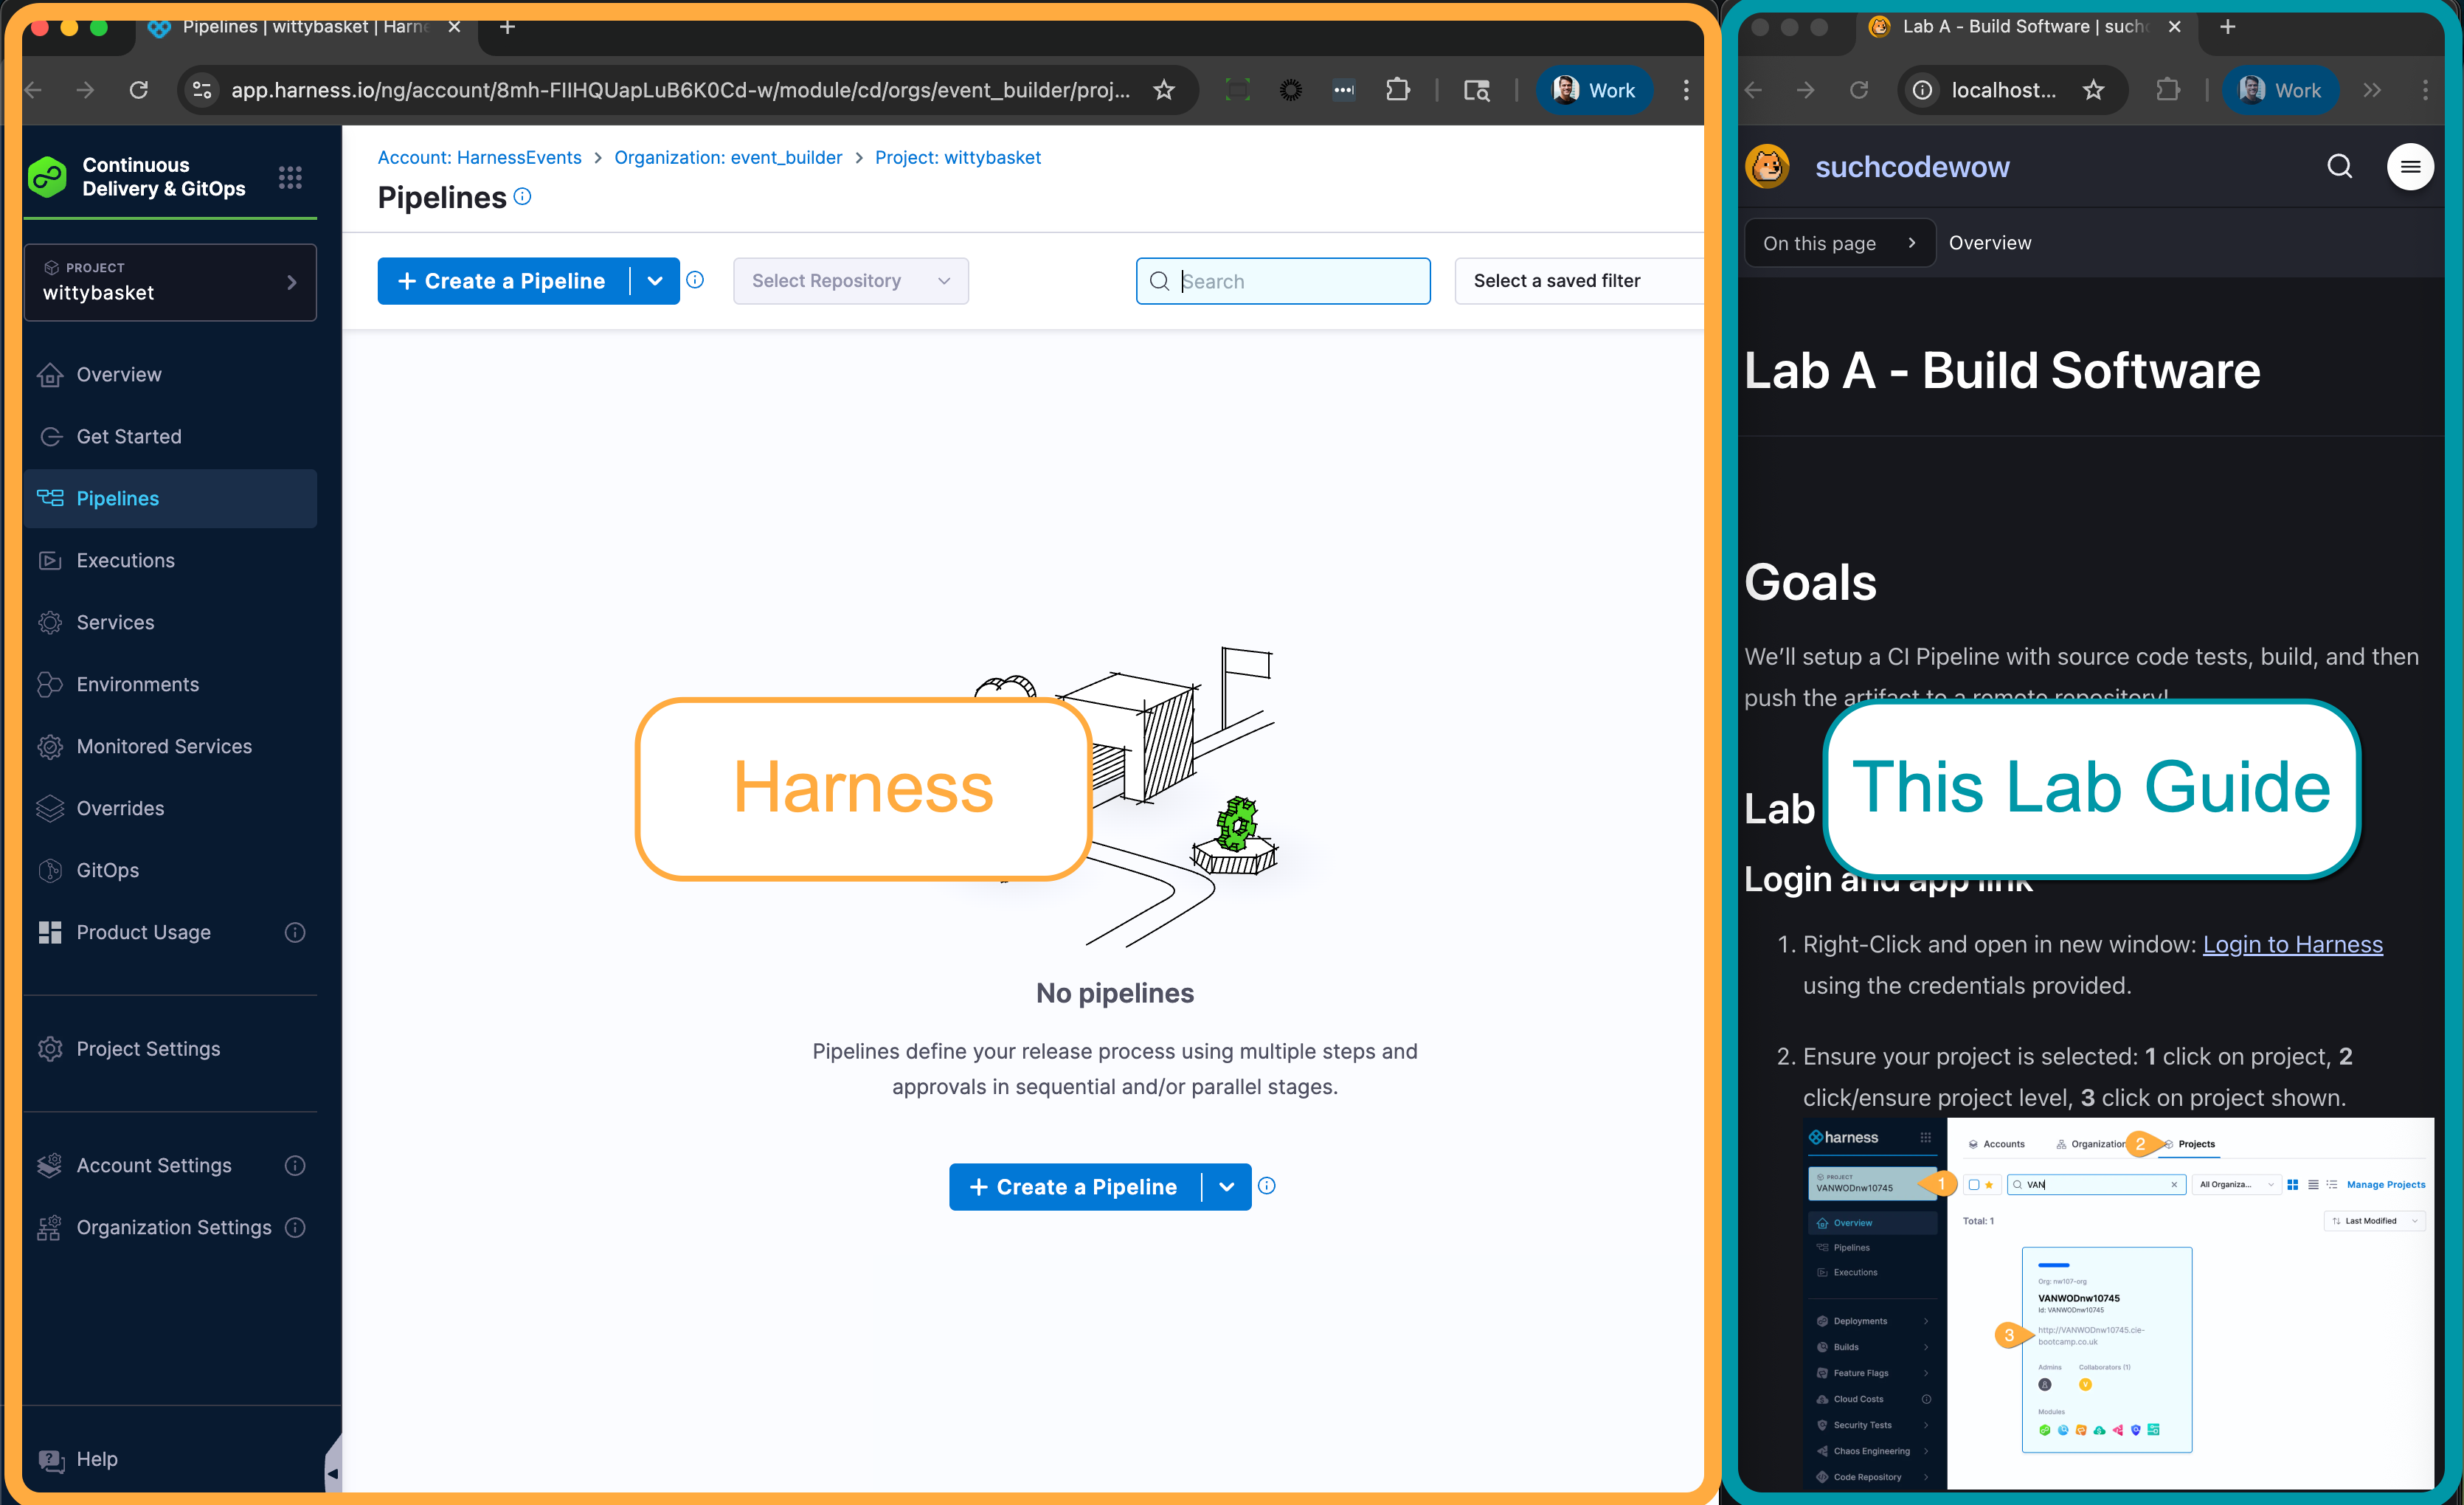 Pipelines | wittybasket | Harn
app.harness.io/ng/account/8mh-FIIHQUapLuB6K0Cd-w/module/cd/orgs/event_builder/proj...
Work
Continuous
Delivery & GitOps
PROJECT
wittybasket
Overview
Get Started
Pipelines
Executions
Services
Environments
Monitored Services
Overrides
GitOps
Product Usage
Project Settings
Account Settings
Organization Settings
Help
Account: HarnessEvents > Organization: event_builder > Project: wittybasket
Pipelines
+ Create a Pipeline
Select Repository
Search
Select a saved filter
Harness
No pipelines
Pipelines define your release process using multiple steps and
approvals in sequential and/or parallel stages.
+ Create a Pipeline
Lab A - Build Software | such
localhost...
Work
suchcodewow
On this page > Overview
Lab A - Build Software
Goals
We'll setup a CI Pipeline with source code tests, build, and then
push the artifact to a remote repository!
Lab
This Lab Guide
Login and app link
1. Right-Click and open in new window: Login to Harness
using the credentials provided.
2. Ensure your project is selected: 1 click on project, 2
click/ensure project level, 3 click on project shown.
harness
PROJECT
VANWODnw10745
1
Overview
Pipelines
Executions
Deployments
Builds
Feature Flags
Cloud Costs
Security Tests
Chaos Engineering
Code Repository
Accounts
Organization
2
Projects
VAN
All Organiza...
Manage Projects
Total: 1
Last Modified
Org: nw107-org
VANWODnw10745
Id: VANWODnw10745
3
http://VANWODnw10745.cie-
bootcamp.co.uk
Admins
Collaborators (1)
V
Modules